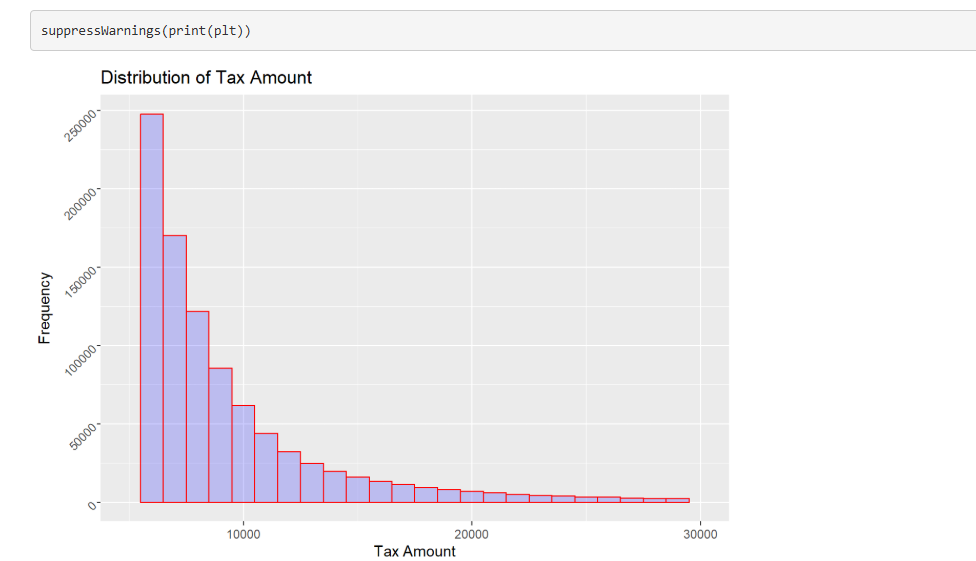 suppressWarnings(print(plt))
Distribution of Tax Amount
250000
200000
150000
100000
50000
0
Frequency
10000 20000 30000
Tax Amount